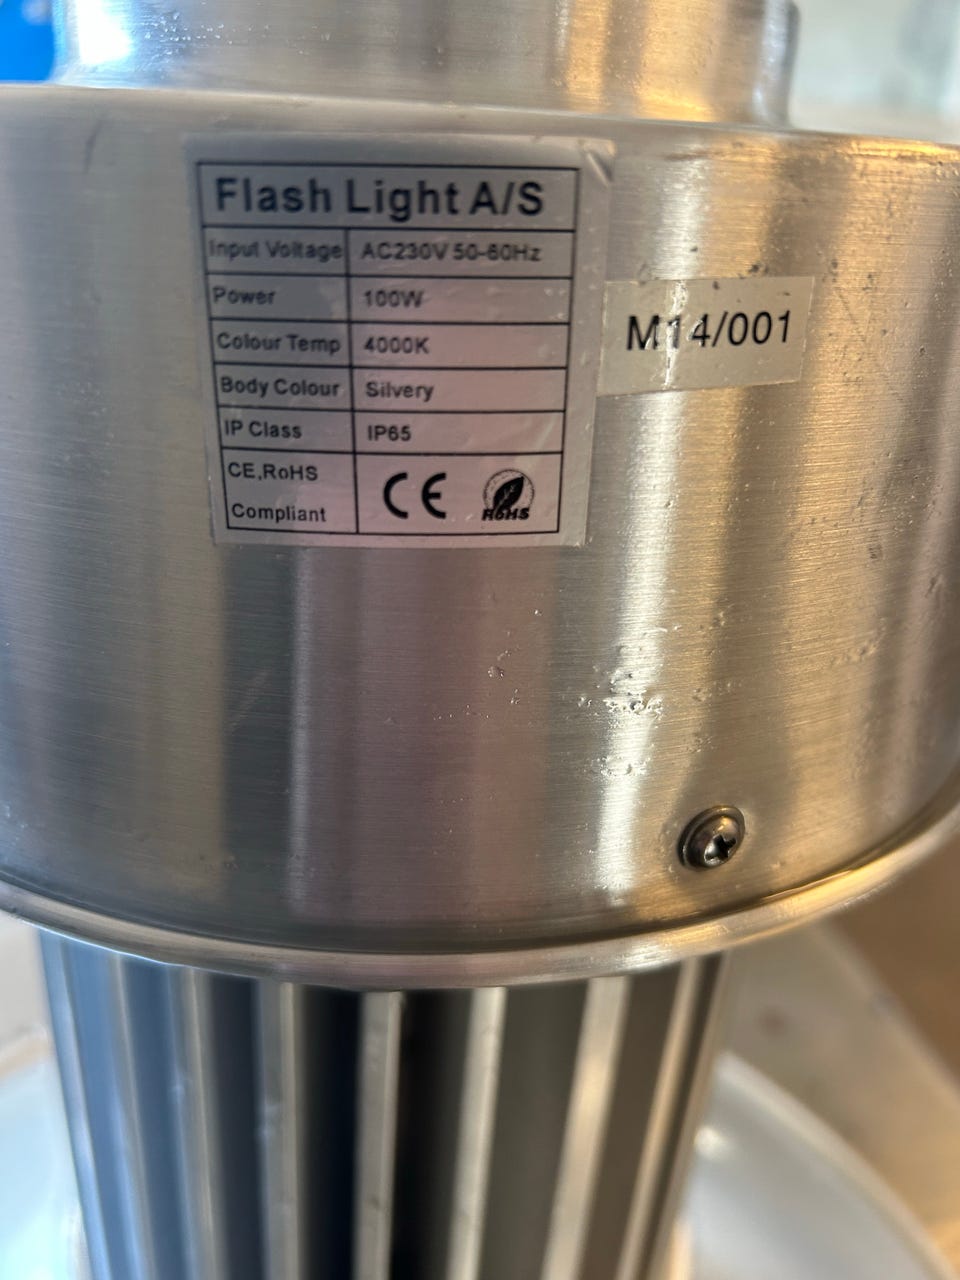 Flash Light A/S
Input Voltage AC230V 50-60Hz
Power 100W
Colour Temp 4000K
Body Colour Silvery
IP Class IP65
CE,RoHS
Compliant
CE RoHS
M14/001